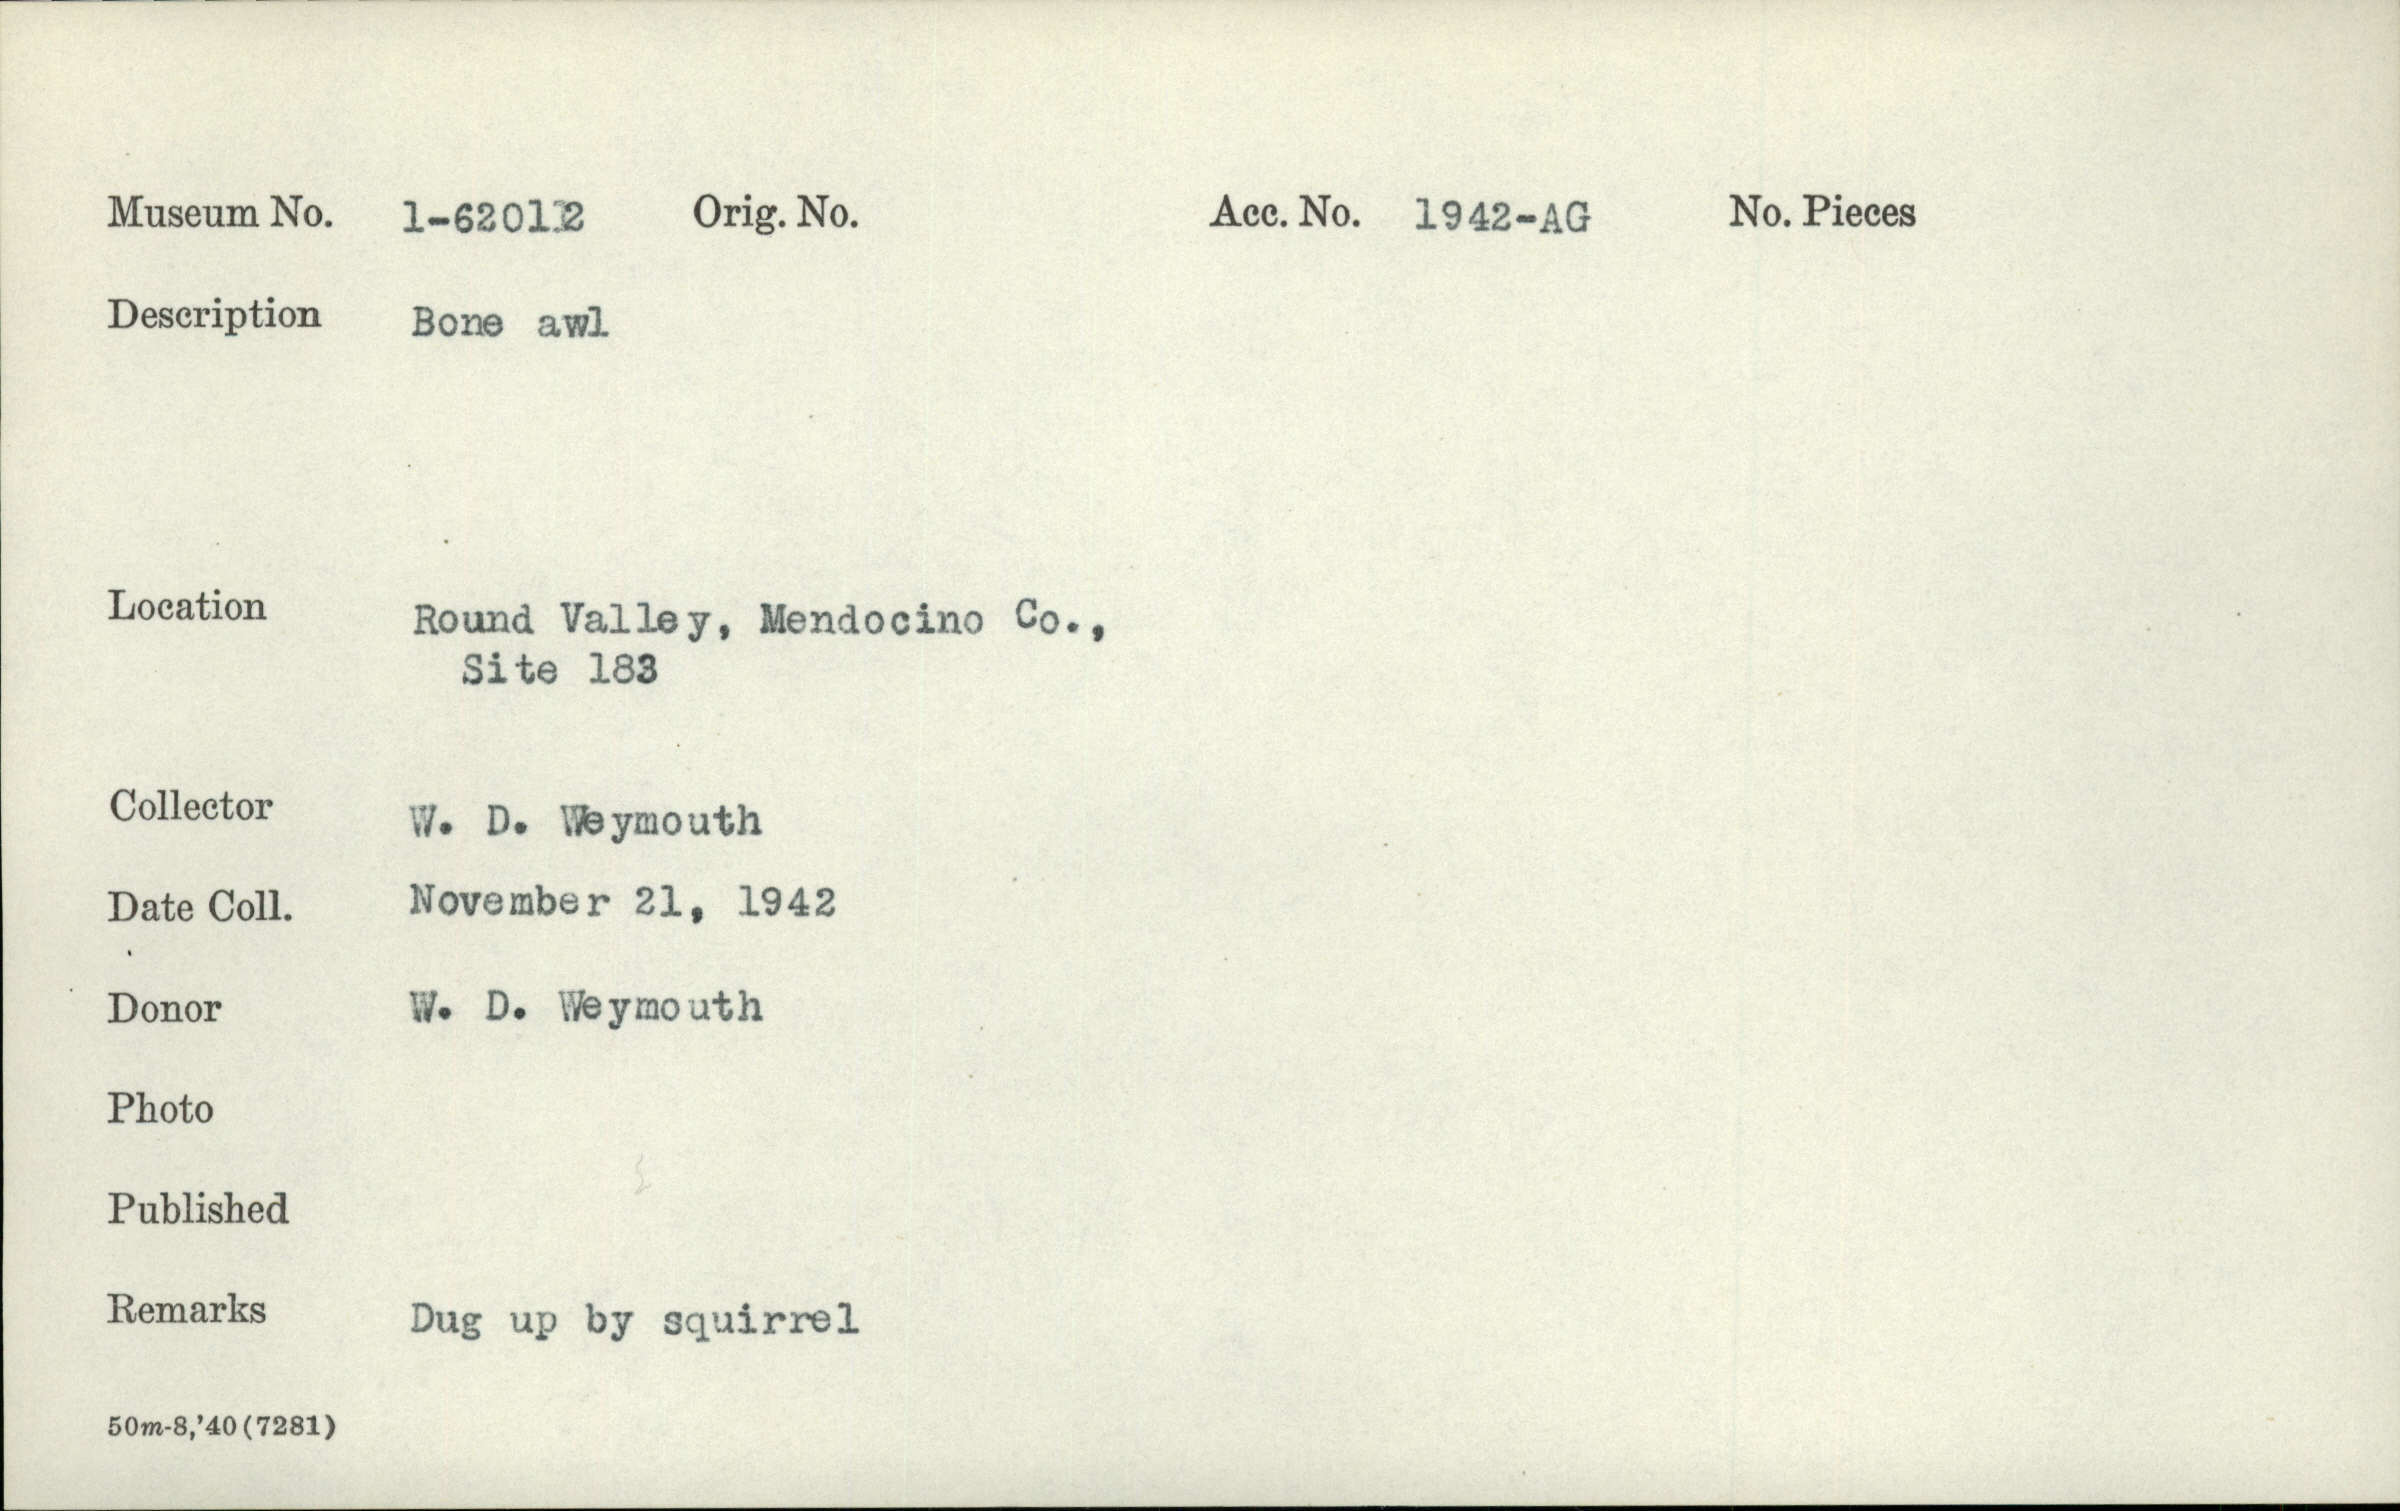 Museum No. 1-62012 Orig. No. Acc. No. 1942-AG No. Pieces
Description Bone awl
Location Round Valley, Mendocino Co.,
Site 183
Collector W. D. Weymouth
Date Coll. November 21, 1942
Donor W. D. Weymouth
Photo
Published
Remarks Dug up by squirrel
50m-8,'40(7281)